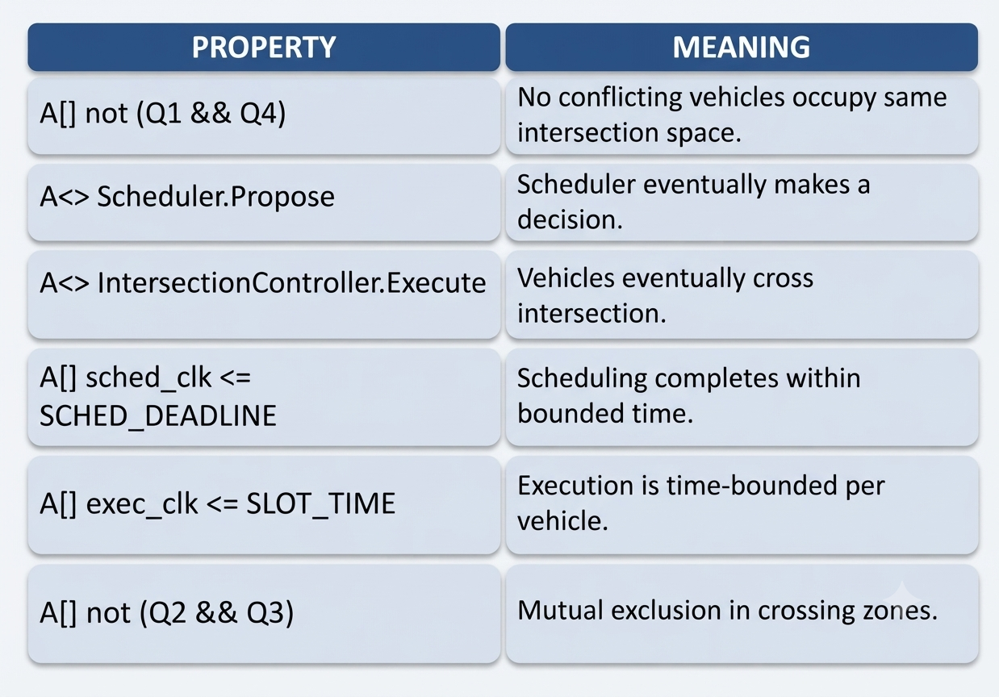 PROPERTY
MEANING
A[] not (Q1 && Q4)
No conflicting vehicles occupy same
intersection space.
A<> Scheduler.Propose
Scheduler eventually makes a
decision.
A<> IntersectionController.Execute
Vehicles eventually cross
intersection.
A[] sched_clk <=
SCHED_DEADLINE
Scheduling completes within
bounded time.
A[] exec_clk <= SLOT_TIME
Execution is time-bounded per
vehicle.
A[] not (Q2 && Q3)
Mutual exclusion in crossing zones.